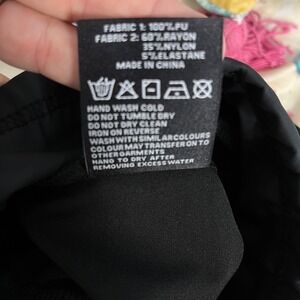 FABRIC 1: 100%PU
FABRIC 2: 60%RAYON
35%NYLON
5%ELASTANE
MADE IN CHINA
HAND WASH COLD
DO NOT TUMBLE DRY
DO NOT DRY CLEAN
IRON ON REVERSE
WASH WITH SIMILAR COLOURS
COLOUR MAY TRANSFER ON TO
OTHER GARMENTS
HANG TO DRY AFTER
REMOVING EXCESS WATER